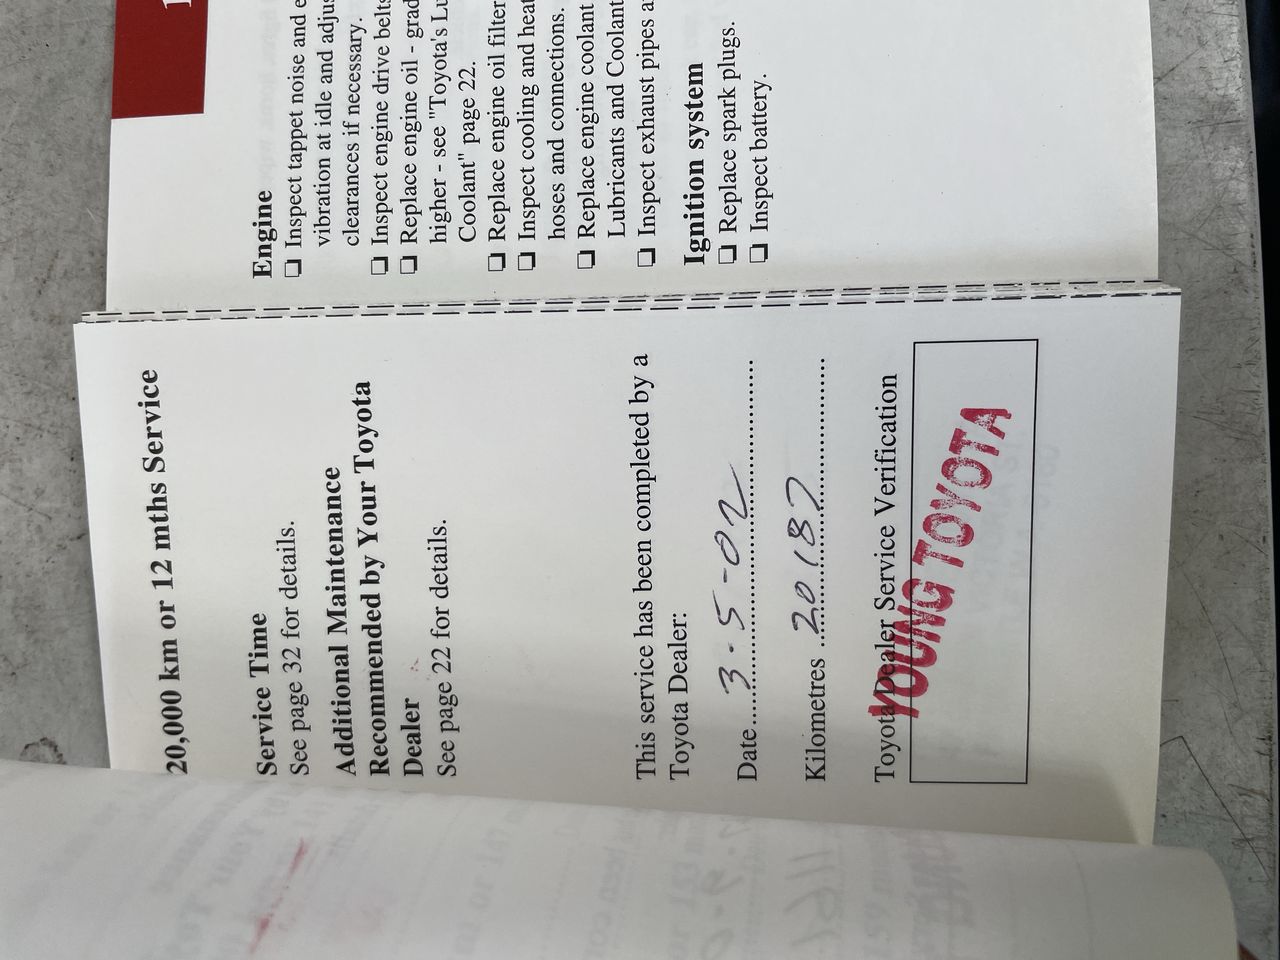 20,000 km or 12 mths Service
Service Time
See page 32 for details.
Additional Maintenance
Recommended by Your Toyota
Dealer
See page 22 for details.
This service has been completed by a
Toyota Dealer:
Date 3-5-02
Kilometres 20187
Toyota Dealer Service Verification
YOUNG TOYOTA
Engine
❏ Inspect tappet noise and
vibration at idle and
clearances if necessary.
❏ Inspect engine drive belts
❏ Replace engine oil -
higher - see "Toyota's
Coolant" page 22.
❏ Replace engine oil filter
❏ Inspect cooling and
hoses and connections.
❏ Replace engine coolant
Lubricants and Coolant
❏ Inspect exhaust pipes
Ignition system
❏ Replace spark plugs.
❏ Inspect battery.